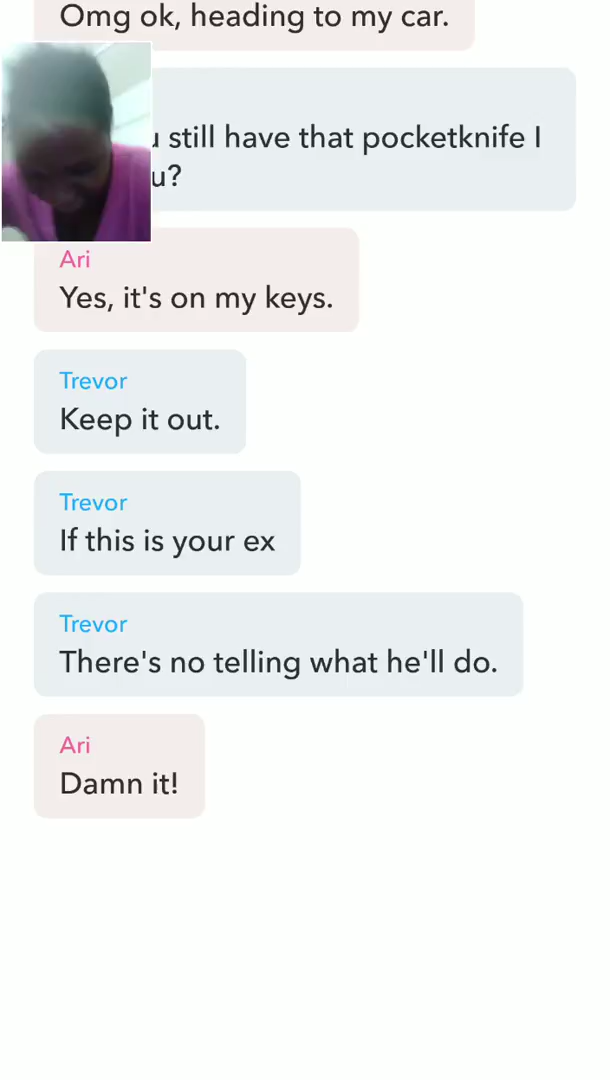 Omg ok, heading to my car.
still have that pocketknife I
u?
Ari
Yes, it's on my keys.
Trevor
Keep it out.
Trevor
If this is your ex
Trevor
There's no telling what he'll do.
Ari
Damn it!